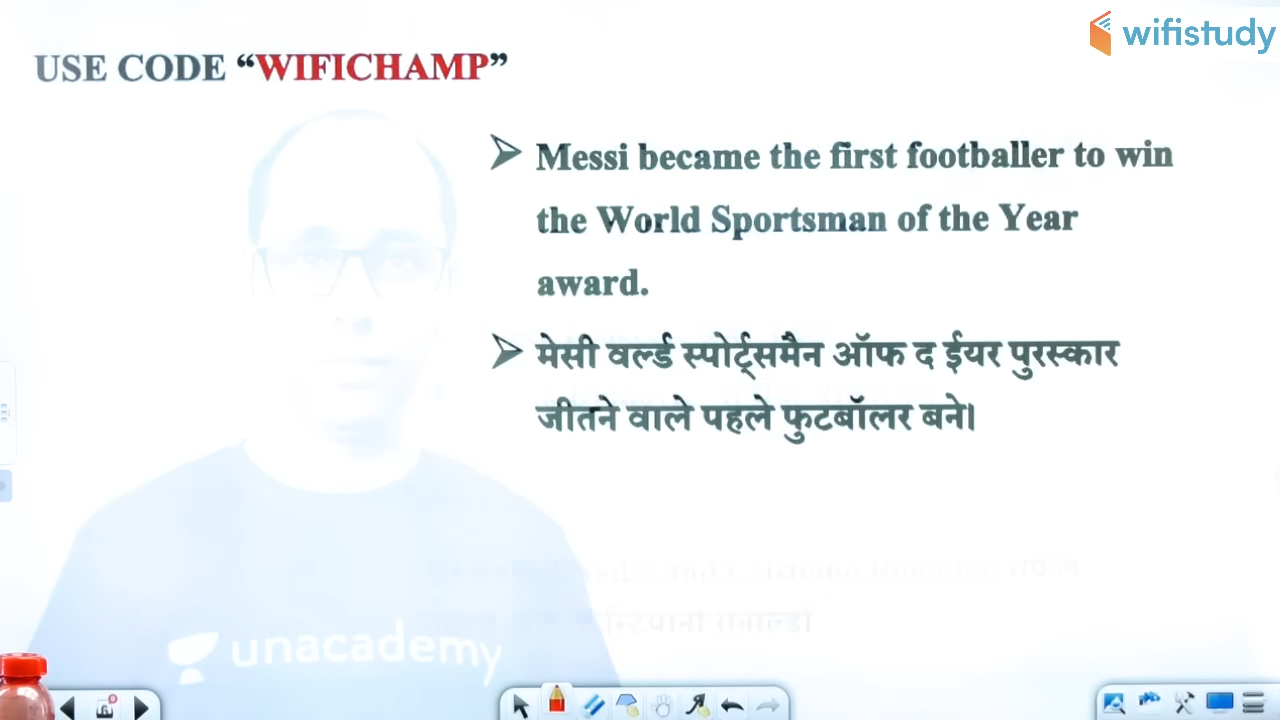 wifistudy
USE CODE “WIFICHAMP”
Messi became the first footballer to win
the World Sportsman of the Year
award.
मेसी वर्ल्ड स्पोर्ट्समैन ऑफ द ईयर पुरस्कार
जीतने वाले पहले फुटबॉलर बने।
unacademy